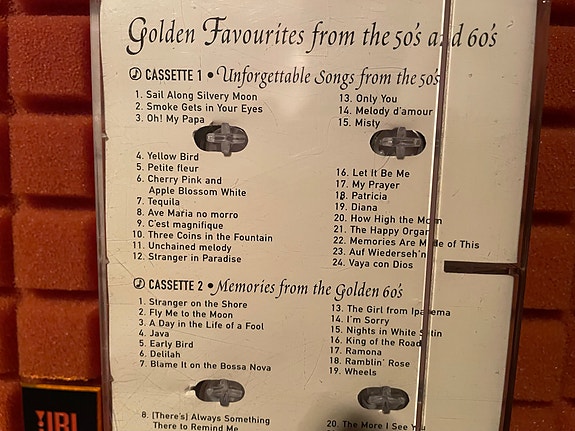 Golden Favourites from the 50's and 60's
CASSETTE 1 • Unforgettable Songs from the 50's
1. Sail Along Silvery Moon
2. Smoke Gets in Your Eyes
3. Oh! My Papa
4. Yellow Bird
5. Petite fleur
6. Cherry Pink and
Apple Blossom White
7. Tequila
8. Ave Maria no morro
9. C'est magnifique
10. Three Coins in the Fountain
11. Unchained melody
12. Stranger in Paradise
13. Only You
14. Melody d'amour
15. Misty
16. Let It Be Me
17. My Prayer
18. Patricia
19. Diana
20. How High the Moon
21. The Happy Organ
22. Memories Are Made of This
23. Auf Wiederseh'n
24. Vaya con Dios
CASSETTE 2 • Memories from the Golden 60's
1. Stranger on the Shore
2. Fly Me to the Moon
3. A Day in the Life of a Fool
4. Java
5. Early Bird
6. Delilah
7. Blame It on the Bossa Nova
8. (There's) Always Something
There to Remind Me
13. The Girl from Ipanema
14. I'm Sorry
15. Nights in White Satin
16. King of the Road
17. Ramona
18. Ramblin' Rose
19. Wheels
20. The More I See You